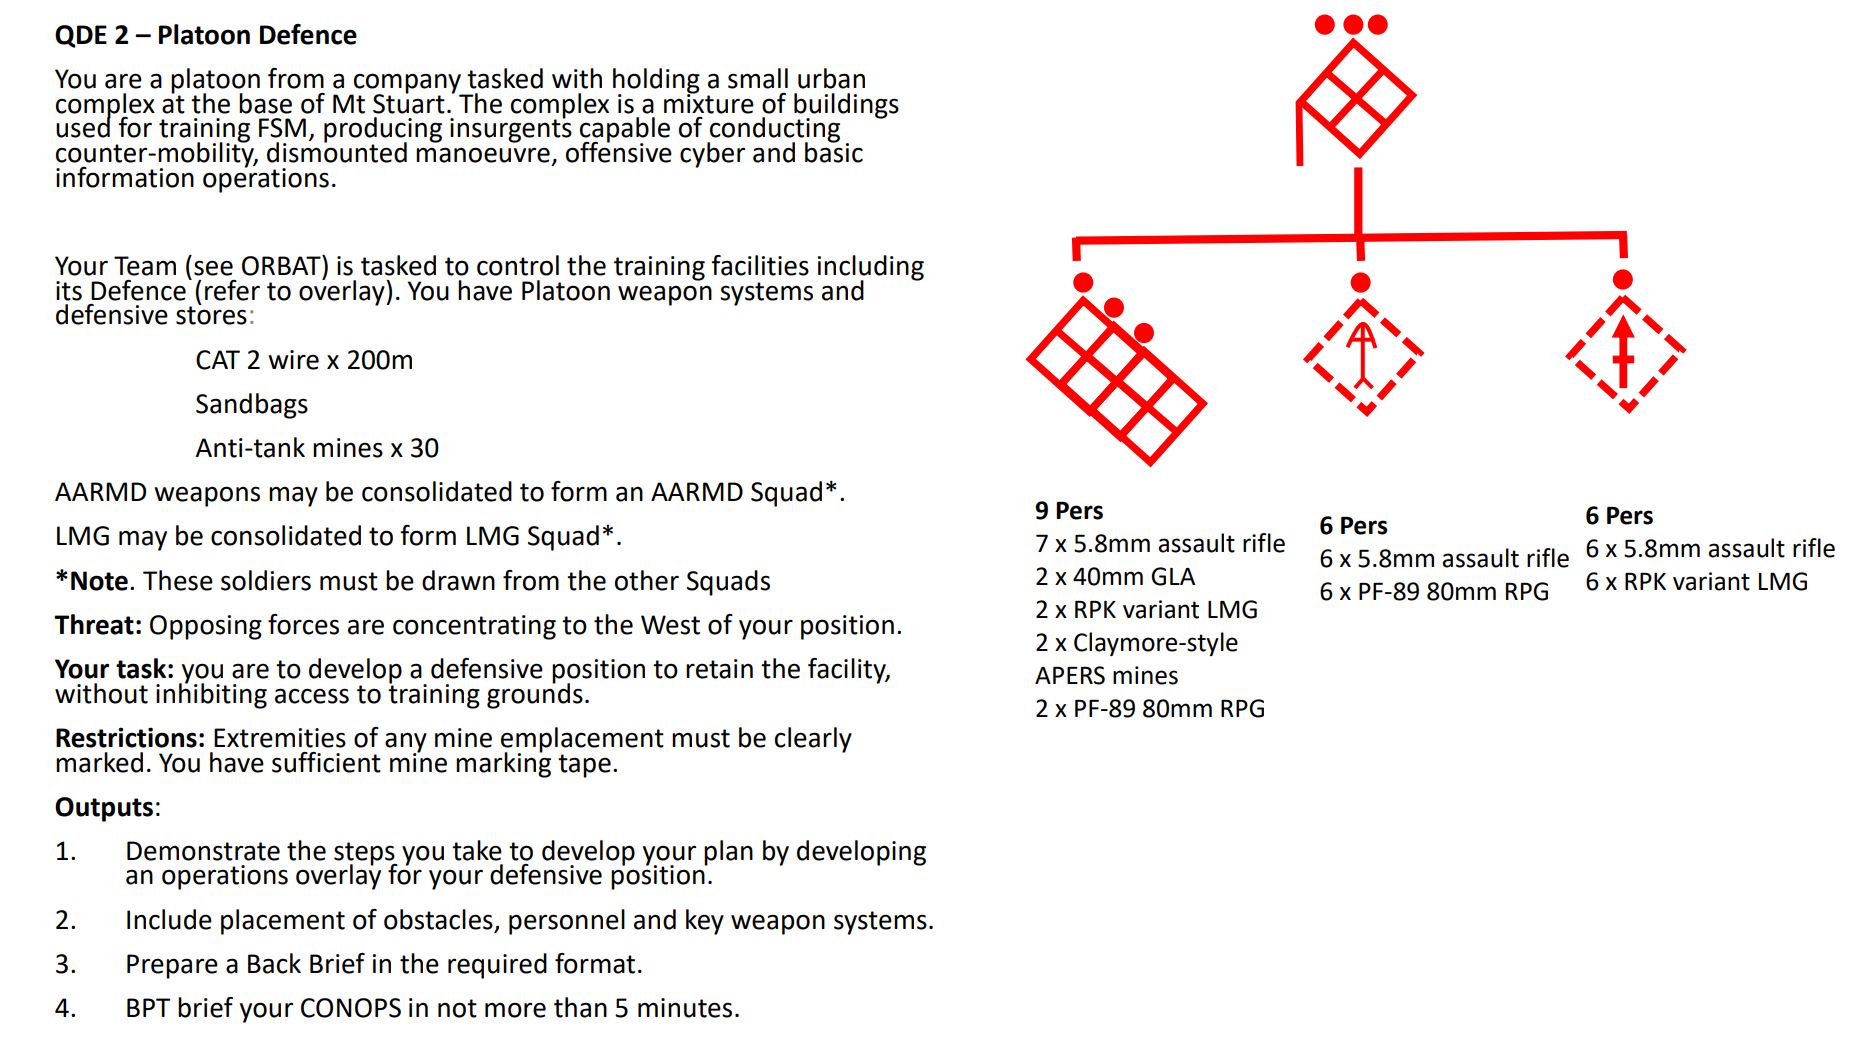 QDE 2 – Platoon Defence
You are a platoon from a company tasked with holding a small urban
complex at the base of Mt Stuart. The complex is a mixture of buildings
used for training FSM, producing insurgents capable of conducting
counter-mobility, dismounted manoeuvre, offensive cyber and basic
information operations.
Your Team (see ORBAT) is tasked to control the training facilities including
its Defence (refer to overlay). You have Platoon weapon systems and
defensive stores:
CAT 2 wire x 200m
Sandbags
Anti-tank mines x 30
AARMD weapons may be consolidated to form an AARMD Squad*.
LMG may be consolidated to form LMG Squad*.
*Note. These soldiers must be drawn from the other Squads
Threat: Opposing forces are concentrating to the West of your position.
Your task: you are to develop a defensive position to retain the facility,
without inhibiting access to training grounds.
Restrictions: Extremities of any mine emplacement must be clearly
marked. You have sufficient mine marking tape.
Outputs:
1. Demonstrate the steps you take to develop your plan by developing
an operations overlay for your defensive position.
2. Include placement of obstacles, personnel and key weapon systems.
3. Prepare a Back Brief in the required format.
4. BPT brief your CONOPS in not more than 5 minutes.
9 Pers
7 x 5.8mm assault rifle
2 x 40mm GLA
2 x RPK variant LMG
2 x Claymore-style
APERS mines
2 x PF-89 80mm RPG
6 Pers
6 x 5.8mm assault rifle
6 x PF-89 80mm RPG
6 Pers
6 x 5.8mm assault rifle
6 x RPK variant LMG